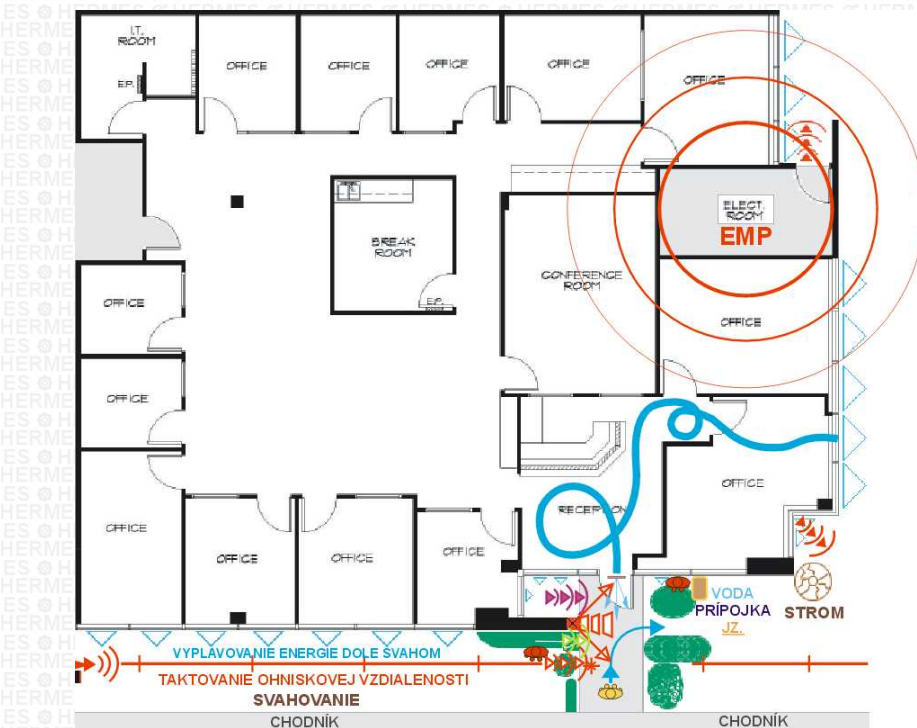 I.T.
ROOM
E.P.
OFFICE
OFFICE
OFFICE
OFFICE
OFFICE
ELECT.
ROOM
EMP
BREAK
ROOM
E.P.
CONFERENCE
ROOM
OFFICE
OFFICE
OFFICE
OFFICE
OFFICE
OFFICE
OFFICE
OFFICE
RECEPTION
VODA
PRÍPOJKA
JZ.
STROM
VYPLAVOVANIE ENERGIE DOLE SVAHOM
TAKTOVANIE OHNISKOVEJ VZDIALENOSTI
SVAHOVANIE
CHODNÍK
CHODNÍK
HERMES